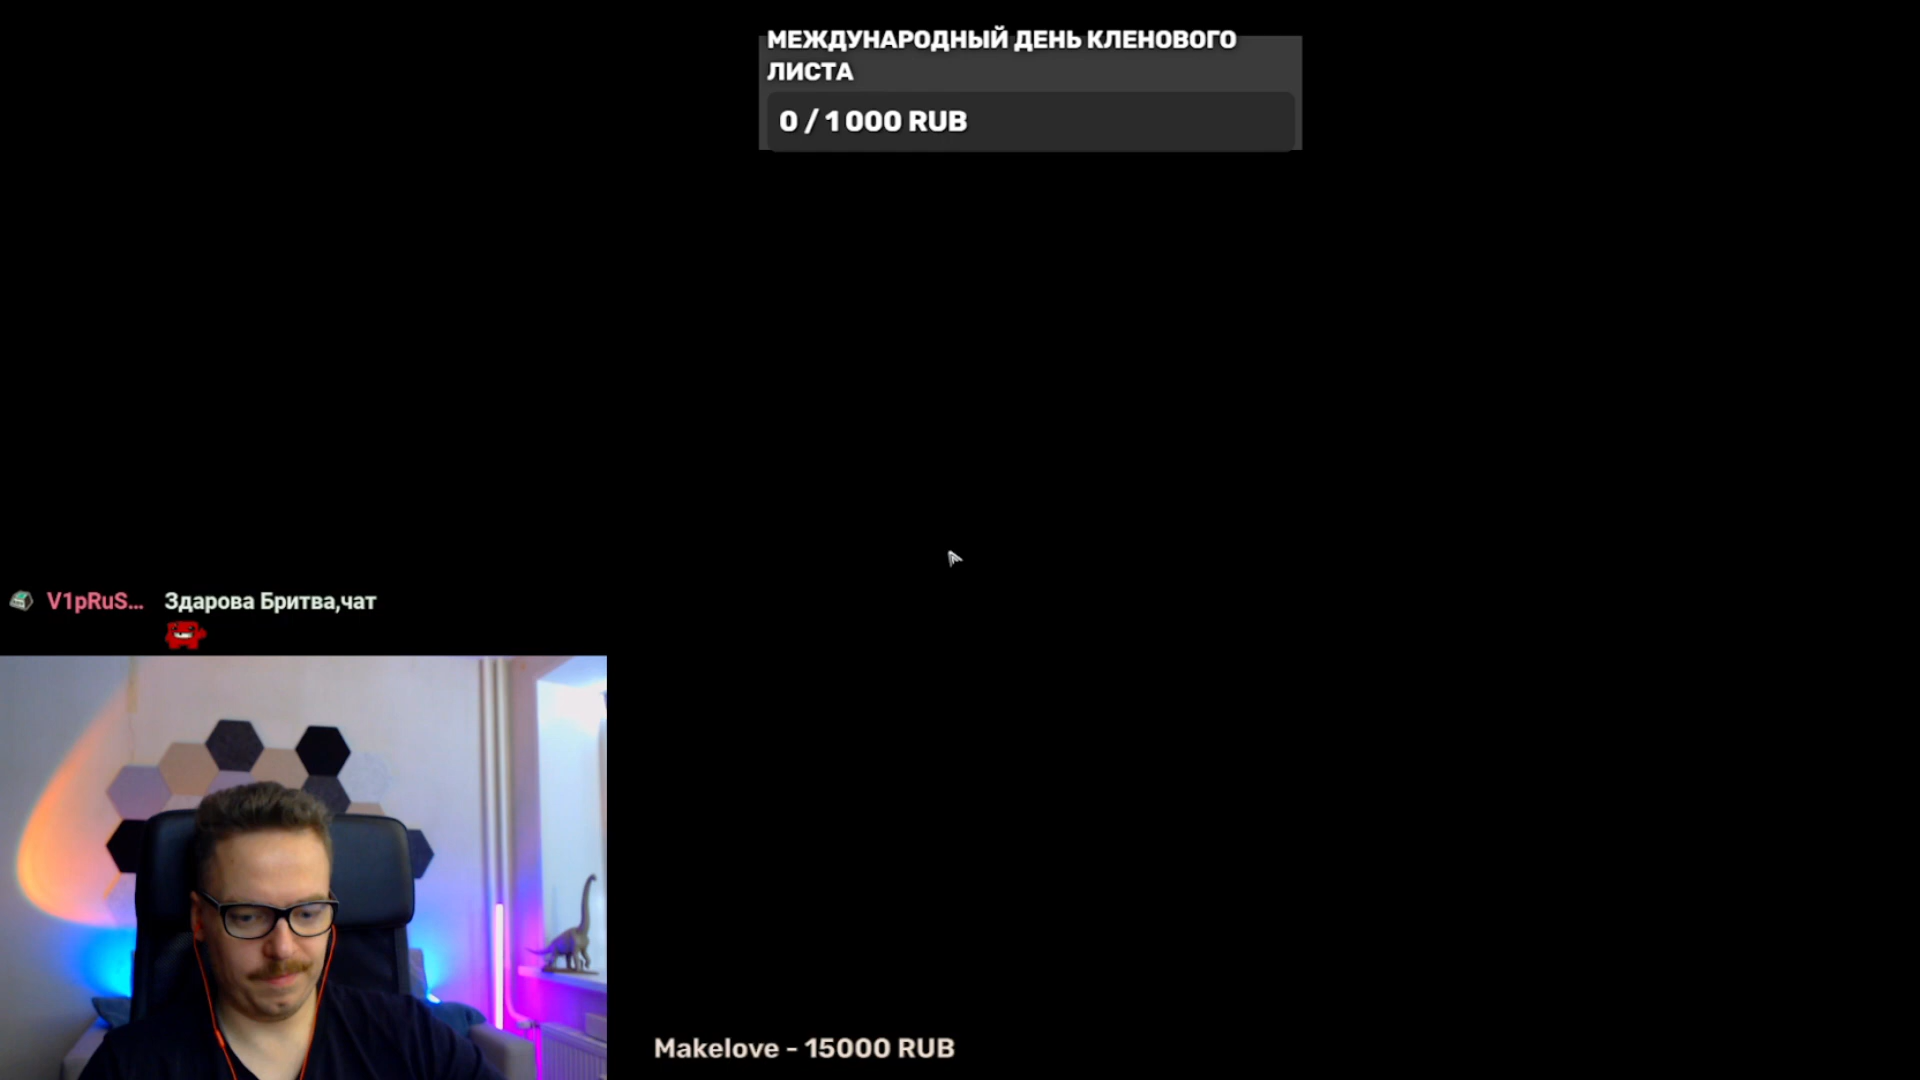 МЕЖДУНАРОДНЫЙ ДЕНЬ КЛЕНОВОГО
ЛИСТА
0 / 1 000 RUB
V1pRuS... Здарова Бритва,чат
Makelove - 15000 RUB